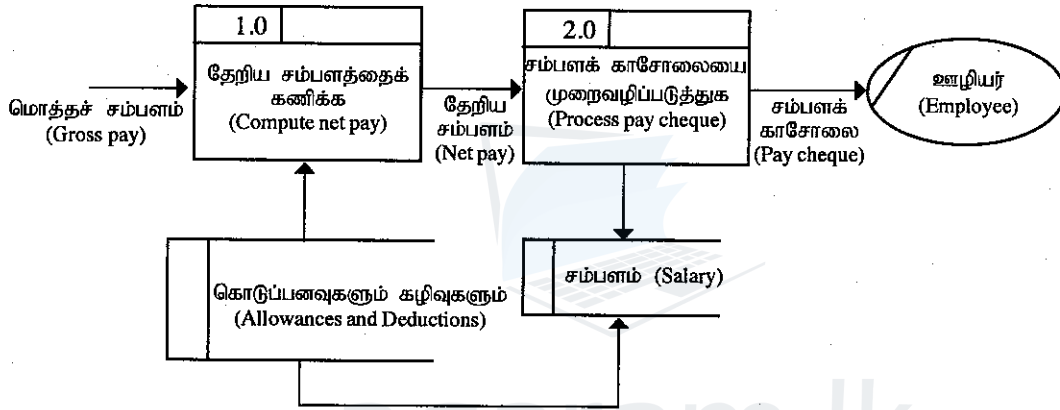 1.0
தேறிய சம்பளத்தைக்
கணிக்க
(Compute net pay)
2.0
சம்பளக் காசோலையை
முறைவழிப்படுத்துக
(Process pay cheque)
ஊழியர்
(Employee)
மொத்தச் சம்பளம்
(Gross pay)
தேறிய
சம்பளம்
(Net pay)
சம்பளக்
காசோலை
(Pay cheque)
கொடுப்பனவுகளும் கழிவுகளும்
(Allowances and Deductions)
சம்பளம் (Salary)